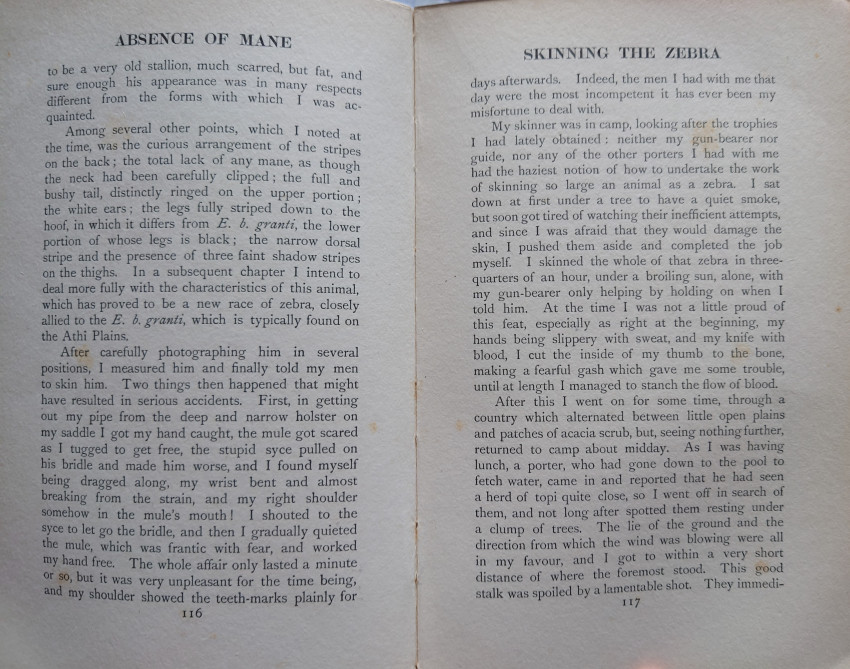 ABSENCE OF MANE
to be a very old stallion, much scarred, but fat, and
sure enough his appearance was in many respects
different from the forms with which I was ac-
quainted.
Among several other points, which I noted at
the time, was the curious arrangement of the stripes
on the back; the total lack of any mane, as though
the neck had been carefully clipped; the full and
bushy tail, distinctly ringed on the upper portion;
the white ears; the legs fully striped down to the
hoof, in which it differs from E. b. granti, the lower
portion of whose legs is black; the narrow dorsal
stripe and the presence of three faint shadow stripes
on the thighs. In a subsequent chapter I intend to
deal more fully with the characteristics of this animal,
which has proved to be a new race of zebra, closely
allied to the E. b. granti, which is typically found on
the Athi Plains.
After carefully photographing him in several
positions, I measured him and finally told my men
to skin him. Two things then happened that might
have resulted in serious accidents. First, in getting
out my pipe from the deep and narrow holster on
my saddle I got my hand caught, the mule got scared
as I tugged to get free, the stupid syce pulled on
his bridle and made him worse, and I found myself
being dragged along, my wrist bent and almost
breaking from the strain, and my right shoulder
somehow in the mule's mouth! I shouted to the
syce to let go the bridle, and then I gradually quieted
the mule, which was frantic with fear, and worked
my hand free. The whole affair only lasted a minute
or so, but it was very unpleasant for the time being,
and my shoulder showed the teeth-marks plainly for
116
SKINNING THE ZEBRA
days afterwards. Indeed, the men I had with me that
day were the most incompetent it has ever been my
misfortune to deal with.
My skinner was in camp, looking after the trophies
I had lately obtained: neither my gun-bearer nor
guide, nor any of the other porters I had with me
had the haziest notion of how to undertake the work
of skinning so large an animal as a zebra. I sat
down at first under a tree to have a quiet smoke,
but soon got tired of watching their inefficient attempts,
and since I was afraid that they would damage the
skin, I pushed them aside and completed the job
myself. I skinned the whole of that zebra in three-
quarters of an hour, under a broiling sun, alone, with
my gun-bearer only helping by holding on when I
told him. At the time I was not a little proud of
this feat, especially as right at the beginning, my
hands being slippery with sweat, and my knife with
blood, I cut the inside of my thumb to the bone,
making a fearful gash which gave me some trouble,
until at length I managed to stanch the flow of blood.
After this I went on for some time, through a
country which alternated between little open plains
and patches of acacia scrub, but, seeing nothing further,
returned to camp about midday. As I was having
lunch, a porter, who had gone down to the pool to
fetch water, came in and reported that he had seen
a herd of topi quite close, so I went off in search of
them, and not long after spotted them resting under
a clump of trees. The lie of the ground and the
direction from which the wind was blowing were all
in my favour, and I got to within a very short
distance of where the foremost stood. This good
stalk was spoiled by a lamentable shot. They immedi-
117